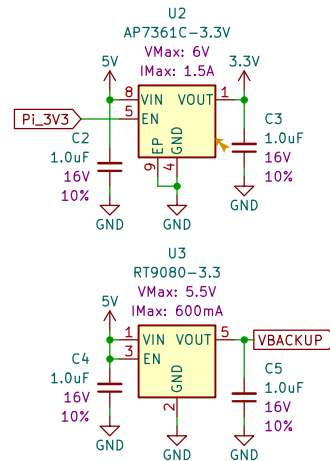 U2
AP7361C-3.3V
VMax: 6V
IMax: 1.5A
5V
3.3V
8 VIN VOUT 1
Pi_3V3
5 EN
C2
1.0uF
16V
10%
C3
1.0uF
16V
10%
EP
GND
9
4
GND
GND
GND
U3
RT9080-3.3
VMax: 5.5V
IMax: 600mA
5V
1 VIN VOUT 5
VBACKUP
3 EN
C4
1.0uF
16V
10%
GND
2
C5
1.0uF
16V
10%
GND
GND
GND